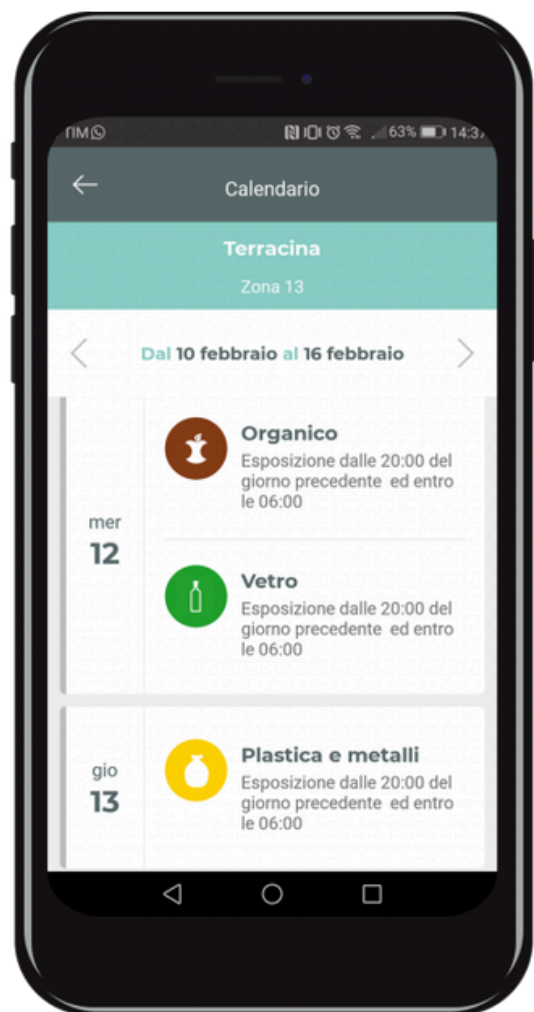 TIM
63% 14:37
Calendario
Terracina
Zona 13
Dal 10 febbraio al 16 febbraio
Organico
Esposizione dalle 20:00 del
giorno precedente ed entro
le 06:00
mer
12
Vetro
Esposizione dalle 20:00 del
giorno precedente ed entro
le 06:00
Plastica e metalli
gio
13
Esposizione dalle 20:00 del
giorno precedente ed entro
le 06:00